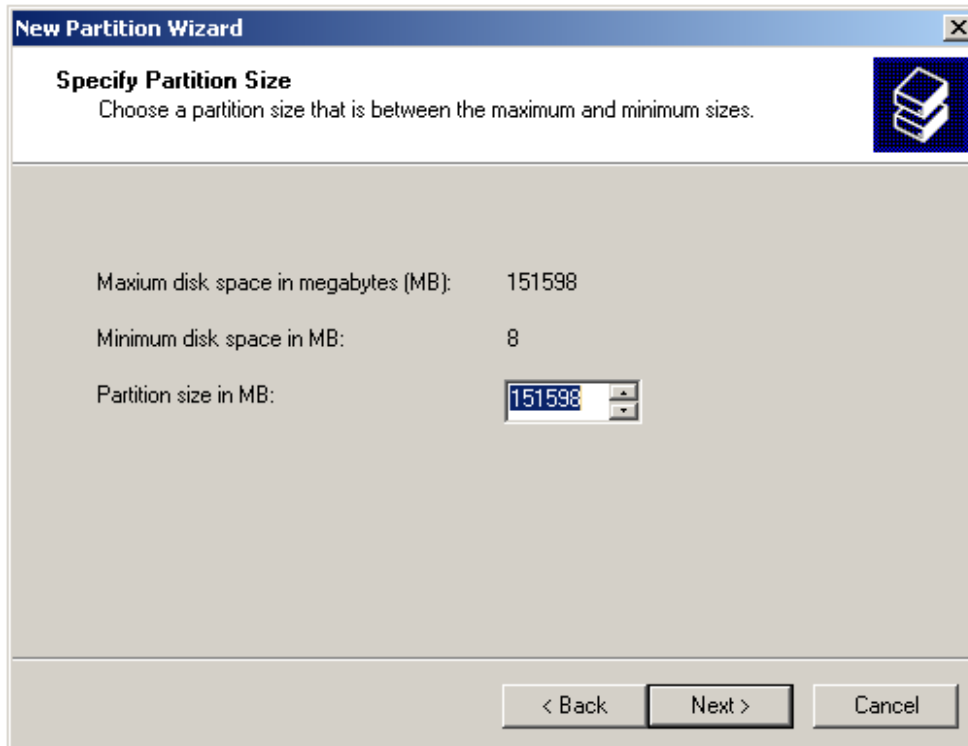 New Partition Wizard
Specify Partition Size
Choose a partition size that is between the maximum and minimum sizes.
Maxium disk space in megabytes (MB): 151598
Minimum disk space in MB: 8
Partition size in MB: 151598
< Back Next > Cancel